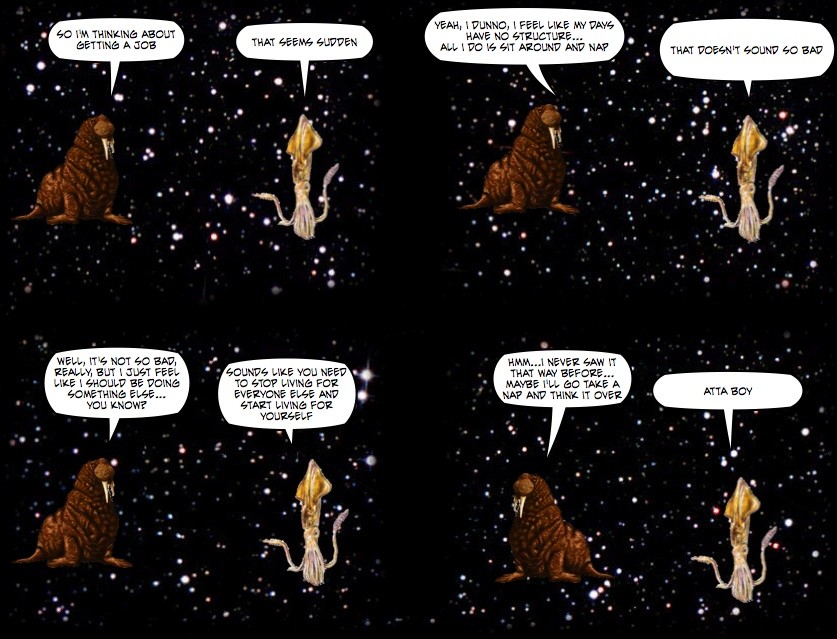 SO I'M THINKING ABOUT
GETTING A JOB
THAT SEEMS SUDDEN
YEAH, I DUNNO, I FEEL LIKE MY DAYS
HAVE NO STRUCTURE...
ALL I DO IS SIT AROUND AND NAP
THAT DOESN'T SOUND SO BAD
WELL, IT'S NOT SO BAD,
REALLY, BUT I JUST FEEL
LIKE I SHOULD BE DOING
SOMETHING ELSE...
YOU KNOW?
SOUNDS LIKE YOU NEED
TO STOP LIVING FOR
EVERYONE ELSE AND
START LIVING FOR
YOURSELF
HMM...I NEVER SAW IT
THAT WAY BEFORE...
MAYBE I'LL GO TAKE A
NAP AND THINK IT OVER
ATTA BOY